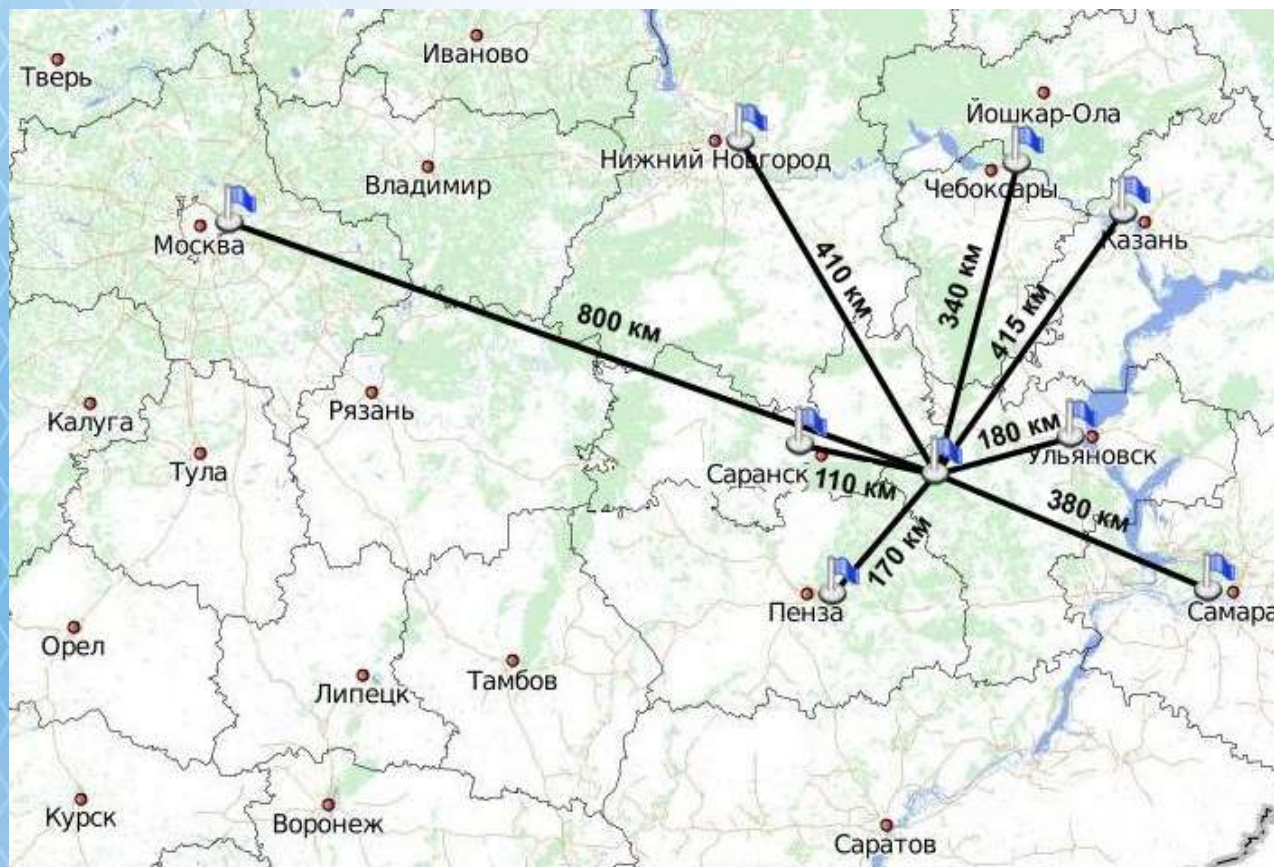 Иваново
Тверь
Йошкар-Ола
Нижний Новгород
Владимир
Чебоксары
Москва
Казань
410 км
340 км
415 км
800 км
Рязань
Калуга
180 км
Тула
Саранск
Ульяновск
110 км
380 км
170 км
Пенза
Самара
Орел
Тамбов
Липецк
Курск
Воронеж
Саратов